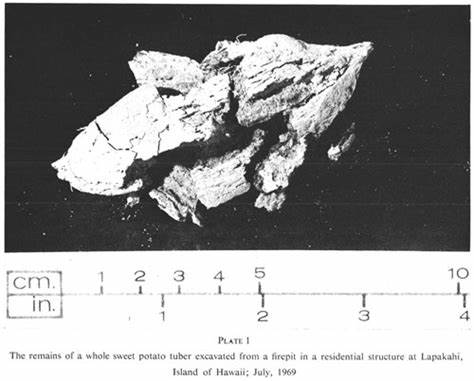 cm. 1 2 3 4 5 10
in. 1 2 3 4
PLATE 1
The remains of a whole sweet potato tuber excavated from a firepit in a residential structure at Lapakahi,
Island of Hawaii; July, 1969